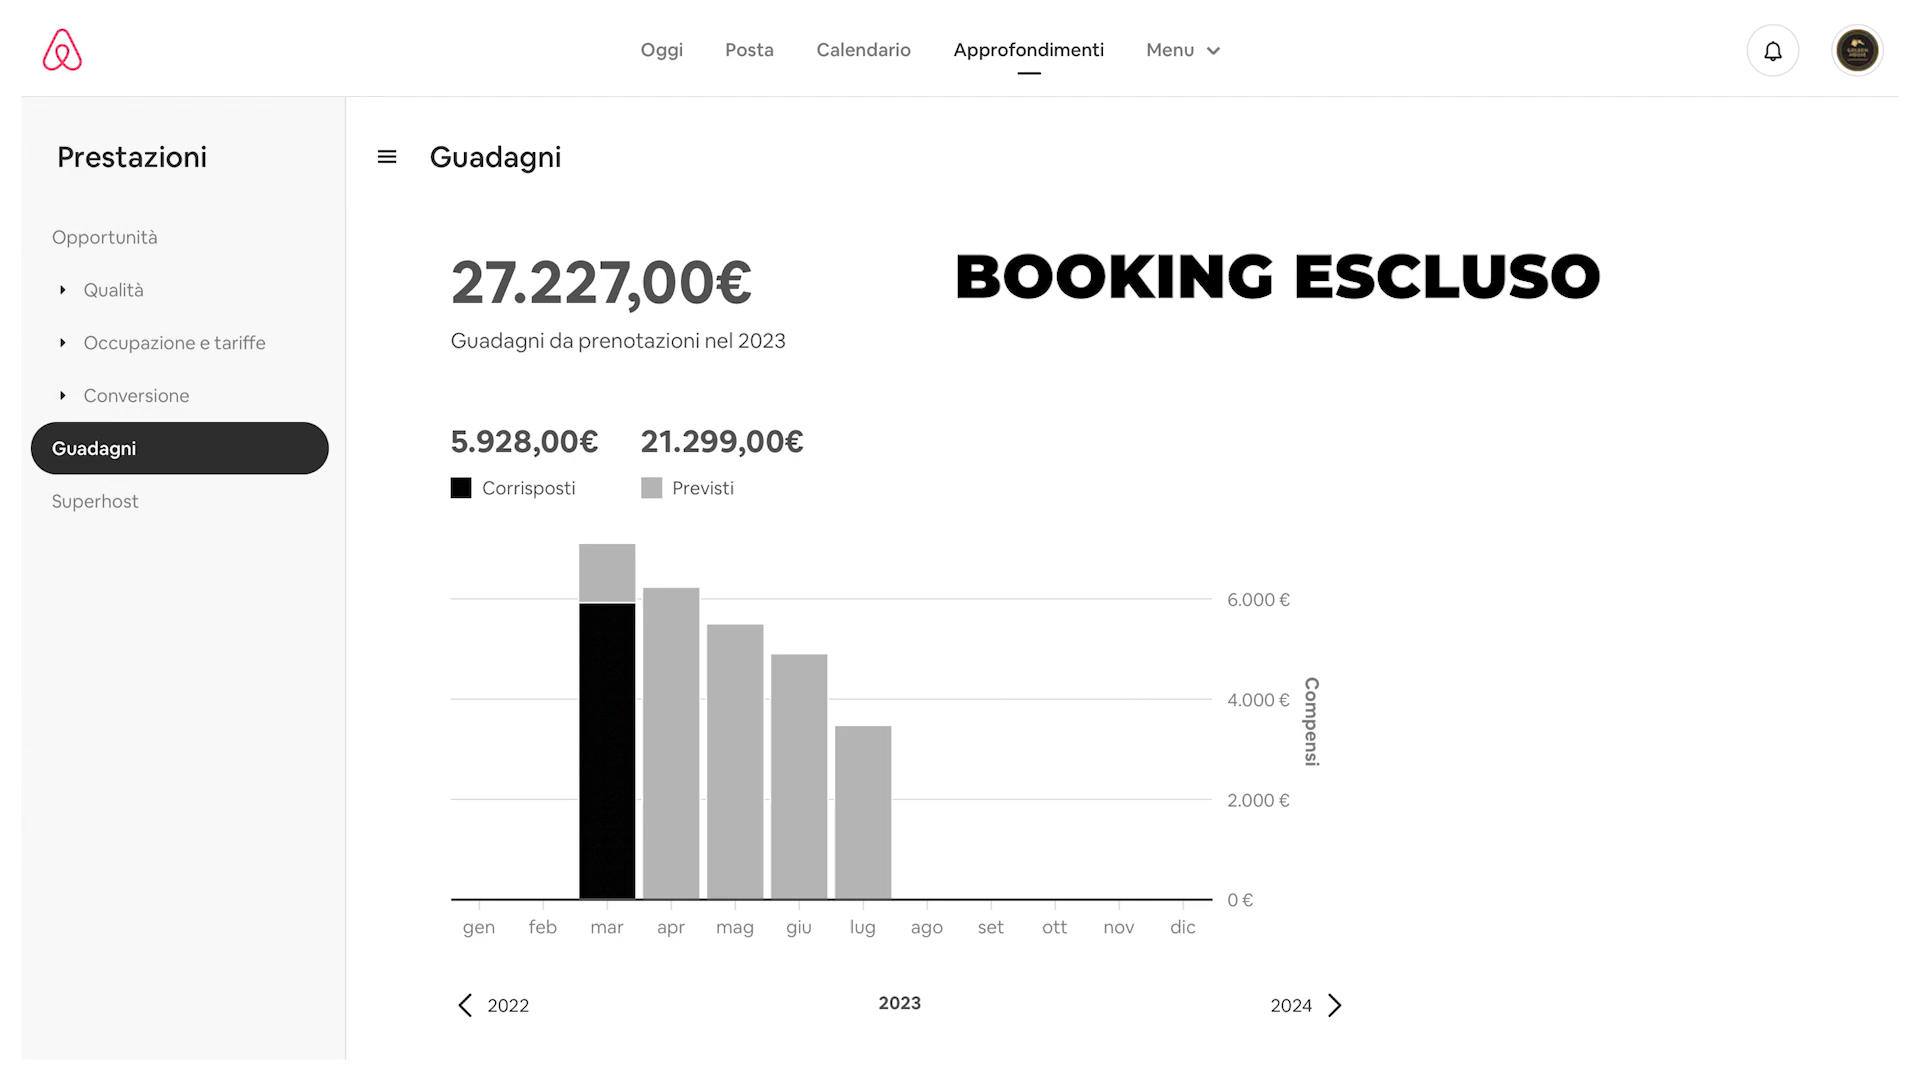 Oggi Posta Calendario Approfondimenti Menu
Prestazioni
Opportunità
Qualità
Occupazione e tariffe
Conversione
Guadagni
Superhost
Guadagni
27.227,00€
Guadagni da prenotazioni nel 2023
BOOKING ESCLUSO
5.928,00€ 21.299,00€
Corrisposti Previsti
6.000 €
4.000 €
2.000 €
0 €
Compensi
gen feb mar apr mag giu lug ago set ott nov dic
2022 2023 2024